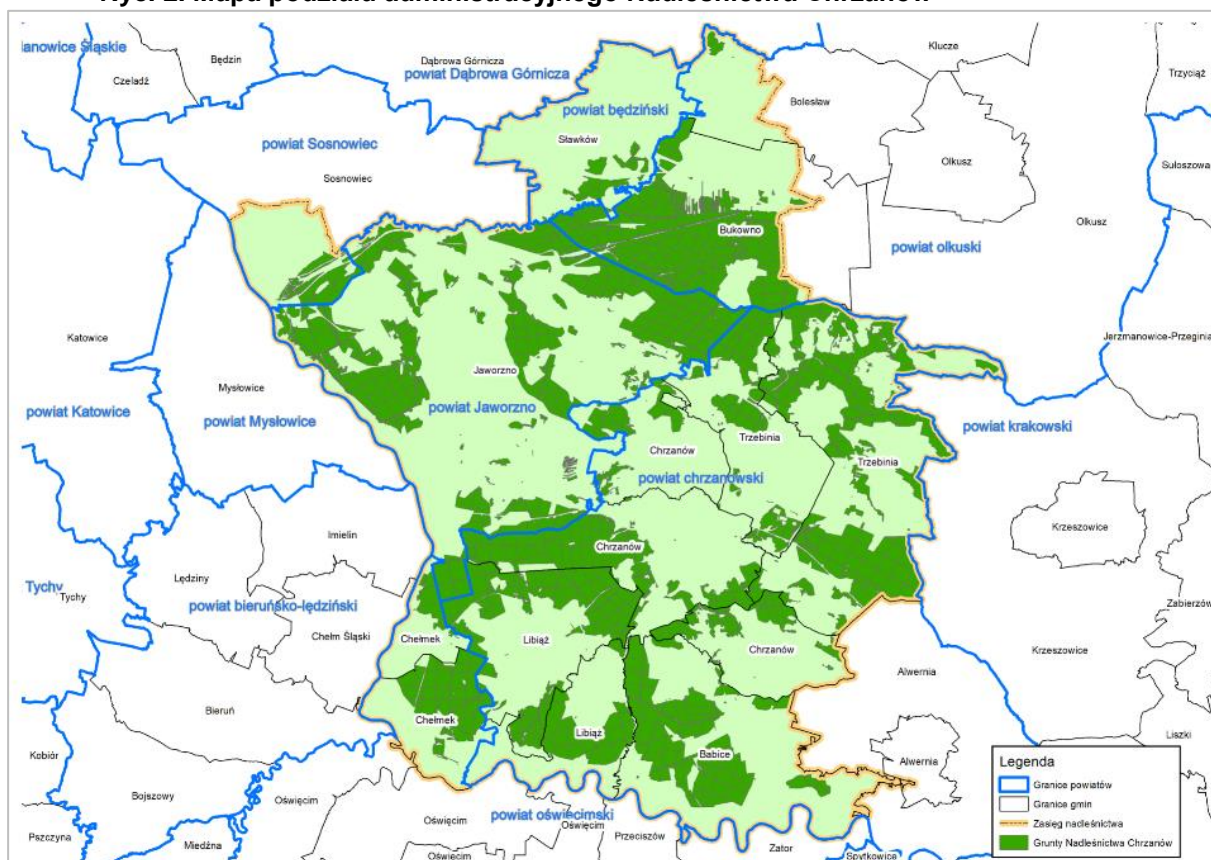 Ryc. 2. Mapa podziału administracyjnego Nadleśnictwa Chrzanów
ianowice Śląskie
Będzin
Czeladź
Dąbrowa Górnicza
powiat Dąbrowa Górnicza
Klucze
Trzyciąż
Bolesław
powiat będziński
powiat Sosnowiec
Sławków
Olkusz
Sułoszowa
Sosnowiec
Olkusz
Bukowno
powiat olkuski
Katowice
Jerzmanowice-Przeginia
Mysłowice
Jaworzno
powiat Katowice
powiat Mysłowice
powiat Jaworzno
powiat krakowski
Chrzanów
Trzebinia
Trzebinia
powiat chrzanowski
Krzeszowice
Imielin
Chrzanów
Tychy
Tychy
Lędziny
powiat bieruńsko-lędziński
Chełm Śląski
Zabierzów
Chełmek
Libiąż
Chrzanów
Krzeszowice
Alwernia
Bieruń
Chełmek
Libiąż
Babice
Kobiór
Liszki
Alwernia
Bojszowy
Oświęcim
powiat oświęcimski
Oświęcim
Oświęcim
Przeciszów
Pszczyna
Miedźna
Oświęcim
Zator
Spytkowice
Legenda
Granice powiatów
Granice gmin
Zasięg nadleśnictwa
Grunty Nadleśnictwa Chrzanów